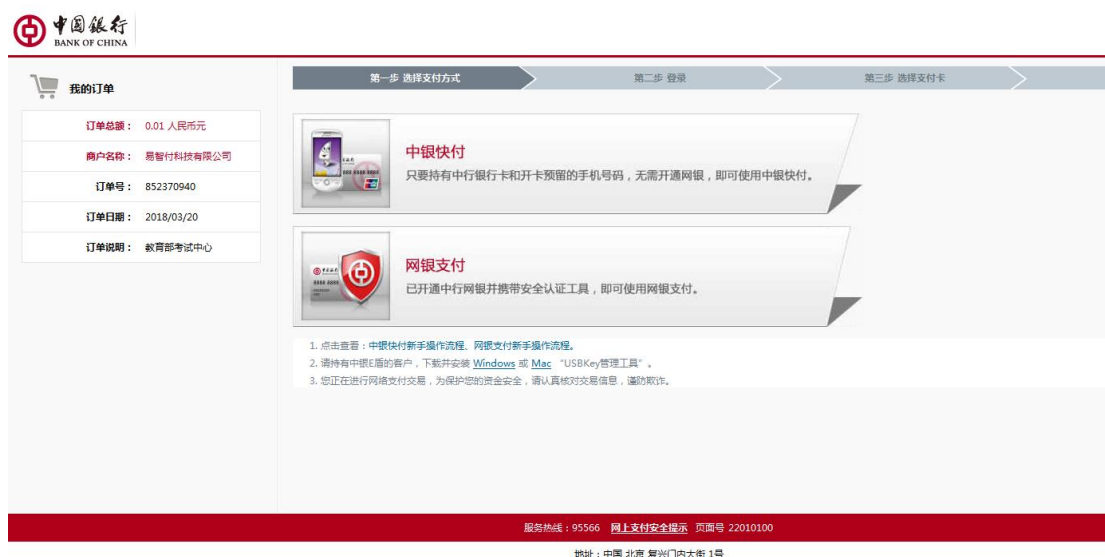 中国银行
BANK OF CHINA
我的订单
订单总额： 0.01 人民币元
商户名称： 易智付科技有限公司
订单号： 852370940
订单日期： 2018/03/20
订单说明： 教育部考试中心
第一步 选择支付方式
第二步 登录
第三步 选择支付卡
中银快付
只要持有中行银行卡和开卡预留的手机号码，无需开通网银，即可使用中银快付。
网银支付
已开通中行网银并携带安全认证工具，即可使用网银支付。
1. 点击查看：中银快付新手操作流程、网银支付新手操作流程。
2. 请持有中银E盾的客户，下载并安装 Windows 或 Mac “USBKey管理工具”。
3. 您正在进行网络支付交易，为保护您的资金安全，请认真核对交易信息，谨防欺诈。
服务热线：95566 网上支付安全提示 页面号 22010100
地址：中国 北京 复兴门内大街 1号